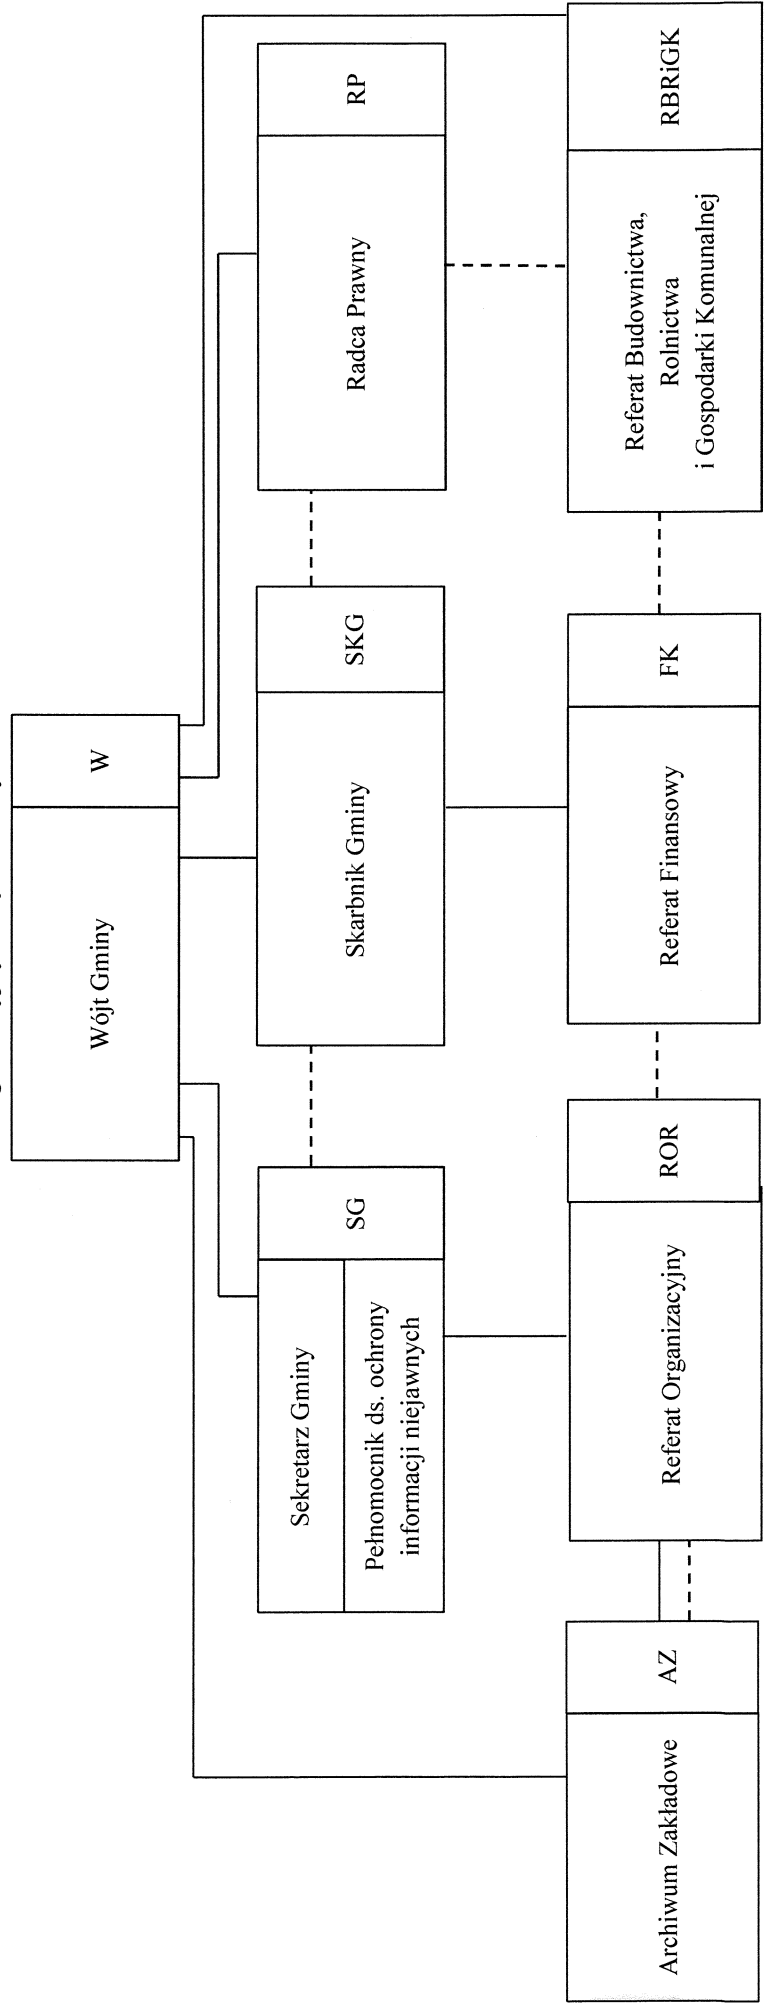 Wójt Gminy
W
Sekretarz Gminy
Pełnomocnik ds. ochrony
informacji niejawnych
SG
Skarbnik Gminy
SKG
Radca Prawny
RP
Archiwum Zakładowe
AZ
Referat Organizacyjny
ROR
Referat Finansowy
FK
Referat Budownictwa,
Rolnictwa
i Gospodarki Komunalnej
RBRiGK